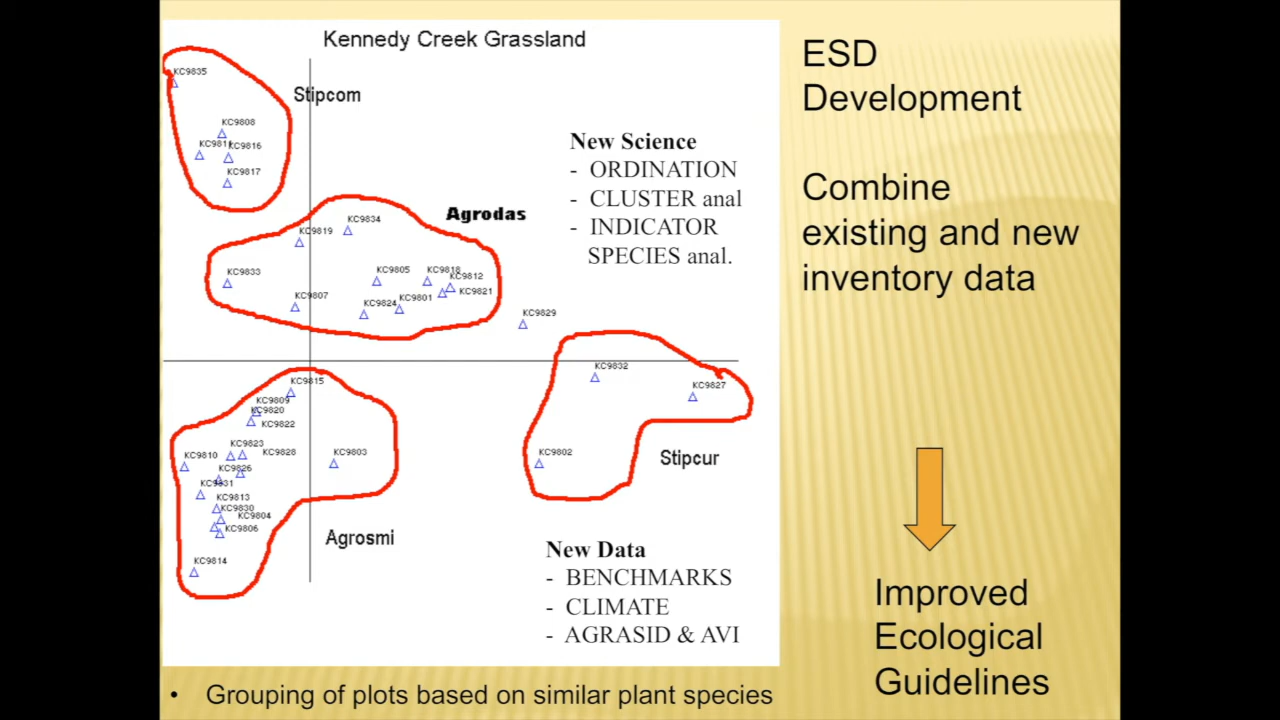 Kennedy Creek Grassland
KC9835
Stipcom
KC9808
KC9816
KC9817
New Science
- ORDINATION
- CLUSTER anal
- INDICATOR
SPECIES anal.
Agrodas
KC9834
KC9819
KC9833
KC9805
KC9818
KC9812
KC9821
KC9807
KC9824
KC9801
KC9829
KC9832
KC9827
KC9802
Stipcur
KC9815
KC9809
KC9820
KC9822
KC9823
KC9828
KC9803
KC9810
KC9826
KC9831
KC9813
KC9830
KC9804
KC9806
KC9814
Agrosmi
New Data
- BENCHMARKS
- CLIMATE
- AGRASID & AVI
• Grouping of plots based on similar plant species
ESD
Development
Combine
existing and new
inventory data
Improved
Ecological
Guidelines